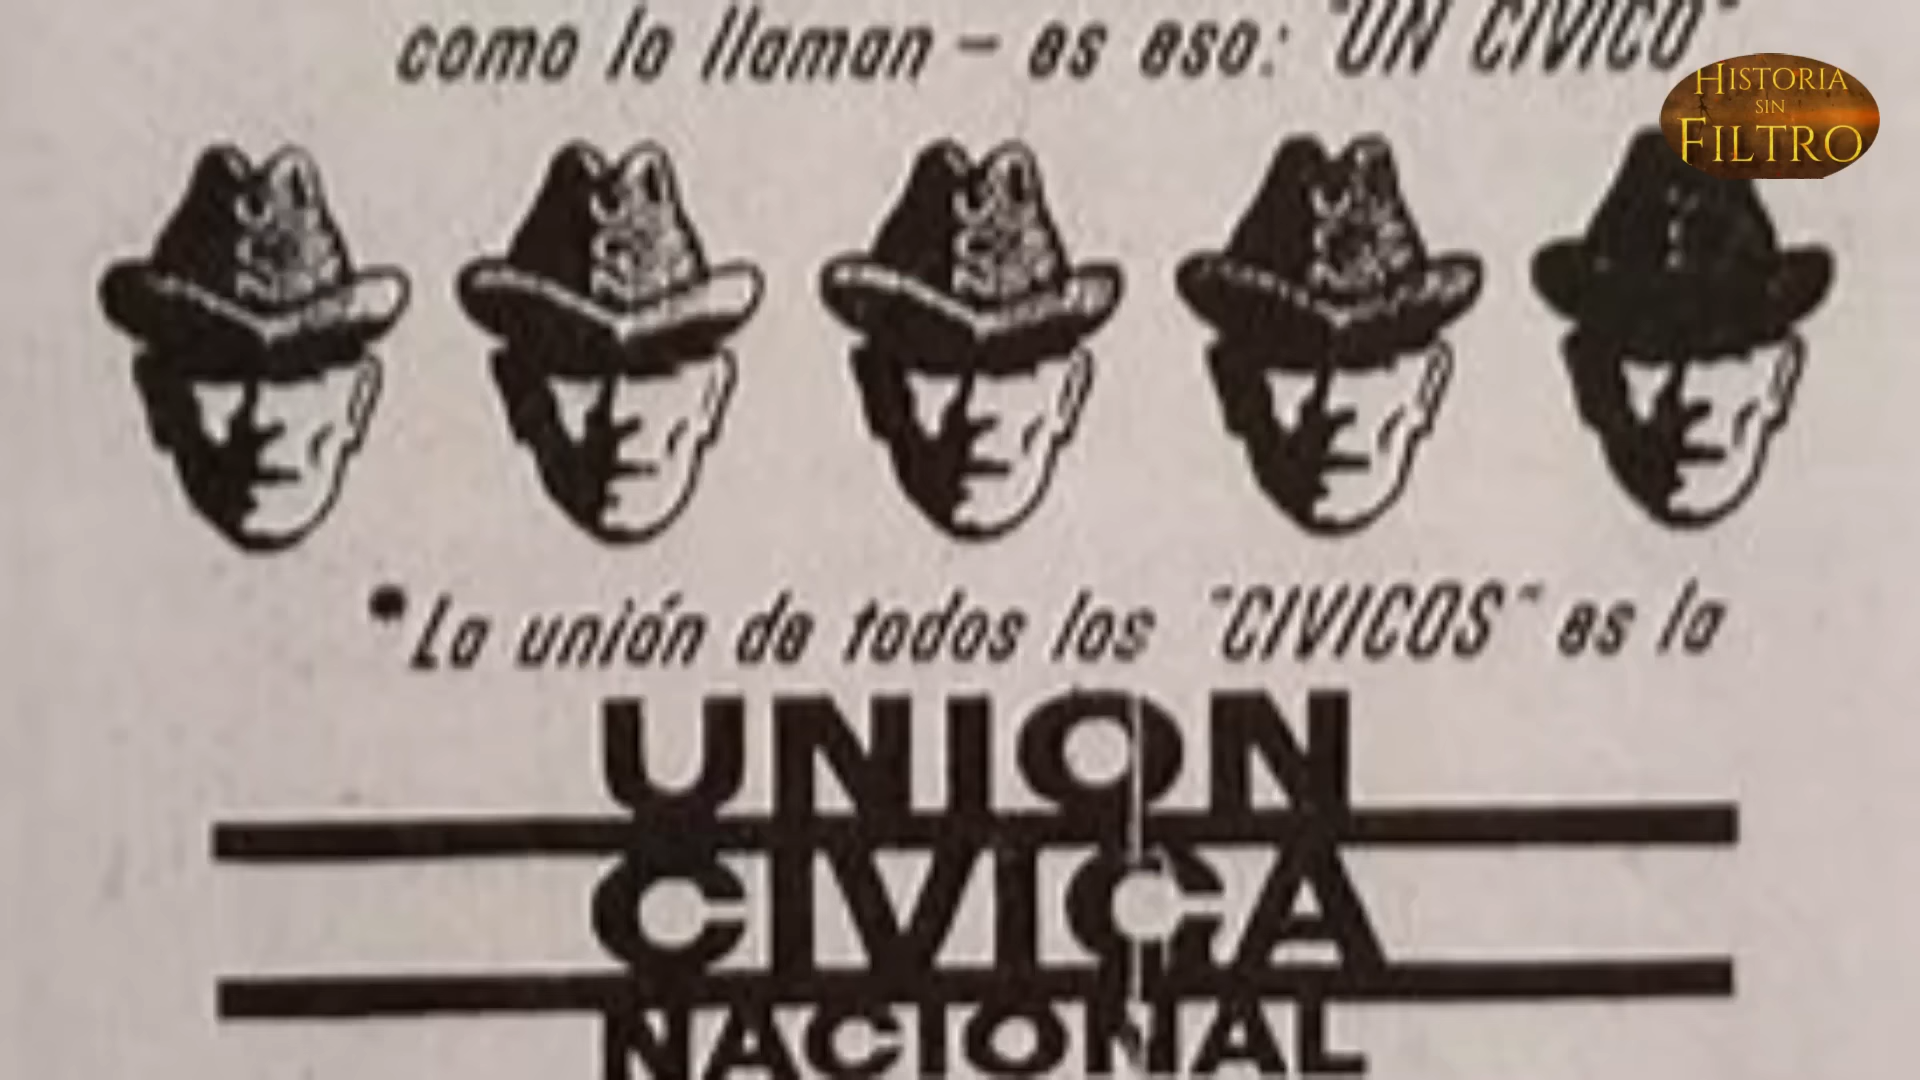 como la llaman — es eso: "UN CIVICO"
HISTORIA
SIN
FILTRO
*La unión de todos los "CIVICOS" es la
UNION
CIVICA
NACIONAL